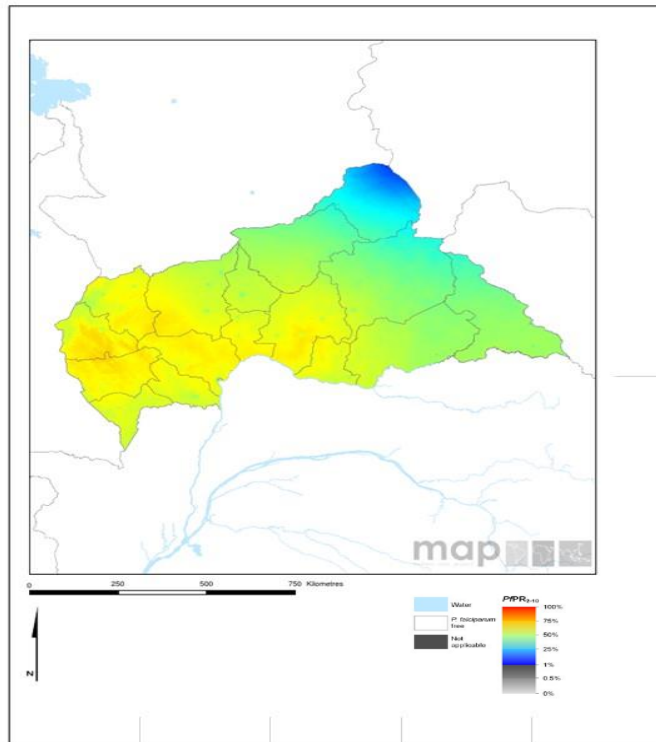 map
0 250 500 750 Kilometres
N
Water
P. falciparum
free
Not
applicable
PfPR2-10
100%
75%
50%
25%
1%
0.5%
0%